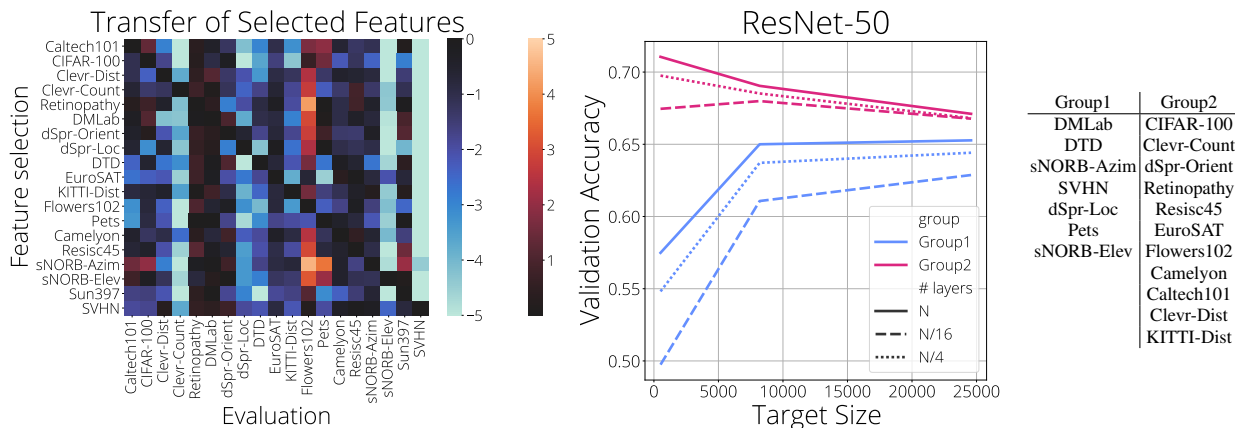 Transfer of Selected Features
Feature selection
Caltech101
CIFAR-100
Clevr-Dist
Clevr-Count
Retinopathy
DMLab
dSpr-Orient
dSpr-Loc
DTD
EuroSAT
KITTI-Dist
Flowers102
Pets
Camelyon
Resisc45
sNORB-Azim
sNORB-Elev
Sun397
SVHN
Caltech101
CIFAR-100
Clevr-Dist
Clevr-Count
Retinopathy
DMLab
dSpr-Orient
dSpr-Loc
DTD
EuroSAT
KITTI-Dist
Flowers102
Pets
Camelyon
Resisc45
sNORB-Azim
sNORB-Elev
Sun397
SVHN
Evaluation
0
−1
−2
−3
−4
−5
5
4
3
2
1
ResNet-50
Validation Accuracy
0.70
0.65
0.60
0.55
0.50
0 5000 10000 15000 20000 25000
Target Size
group
Group1
Group2
# layers
N
N/16
N/4
Group1 Group2
DMLab CIFAR-100
DTD Clevr-Count
sNORB-Azim dSpr-Orient
SVHN Retinopathy
dSpr-Loc Resisc45
Pets EuroSAT
sNORB-Elev Flowers102
Camelyon
Caltech101
Clevr-Dist
KITTI-Dist